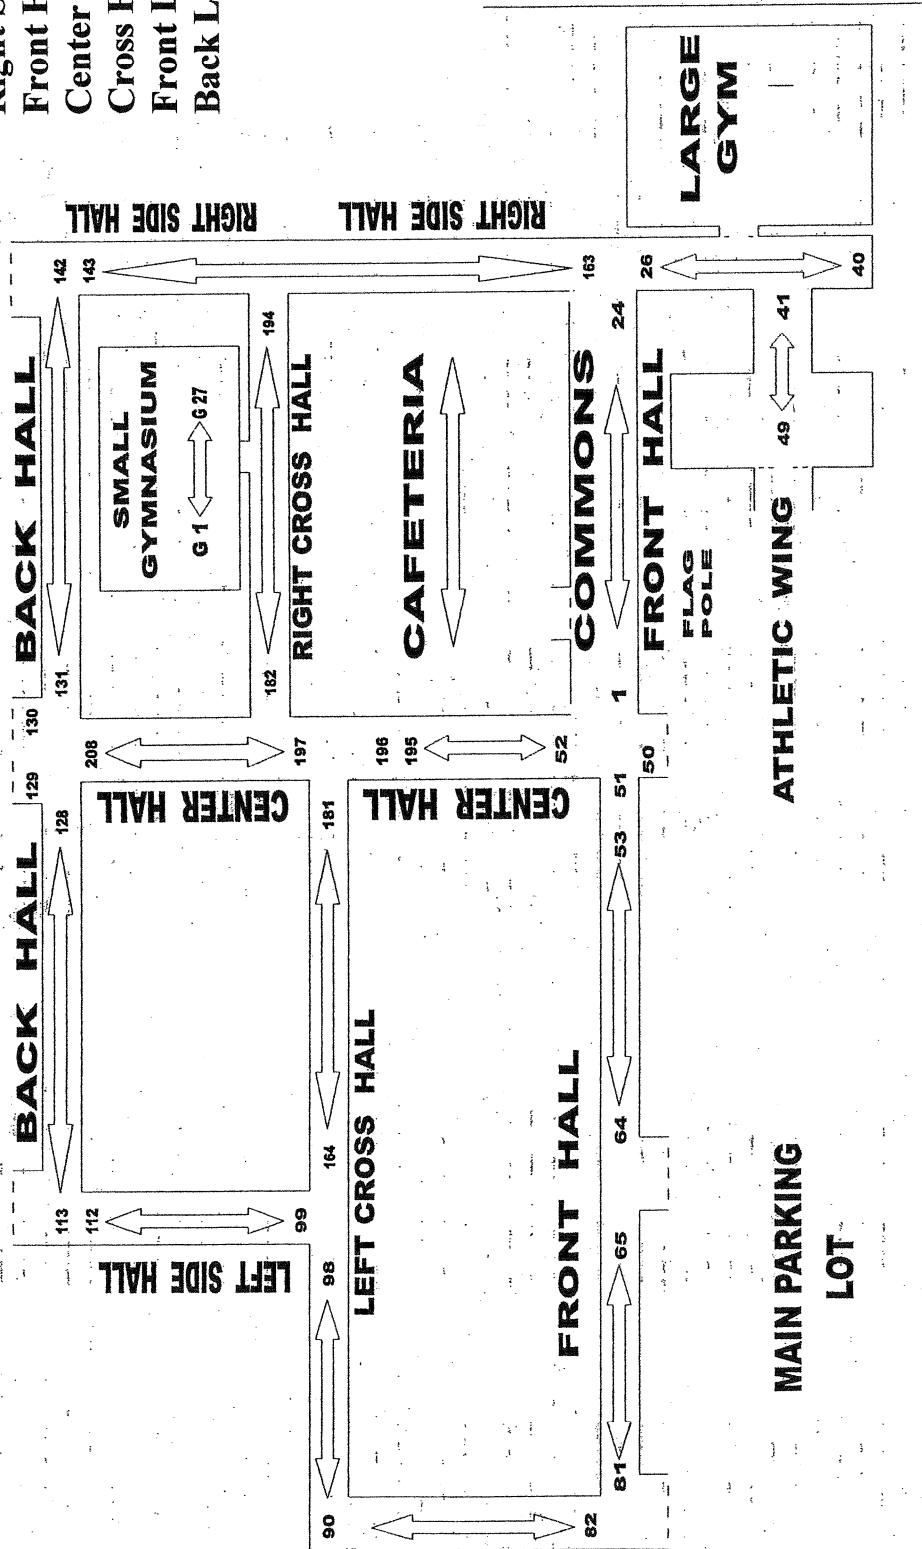 Front H
Center
Cross H
Front
Back L
BACK HALL
BACK HALL
129 130
113 128 131 142
112 208 143
SMALL
GYMNASIUM
G 1 G 27
LEFT SIDE HALL
CENTER HALL
RIGHT SIDE HALL
99 197 182 194
RIGHT CROSS HALL
90 98 164 181
LEFT CROSS HALL
196
195
CAFETERIA
CENTER HALL
RIGHT SIDE HALL
FRONT HALL
82 52 163
COMMONS
81 65 64 53 51 1 24
50 26
FRONT HALL
FLAG
POLE
LARGE
GYM
MAIN PARKING
LOT
ATHLETIC WING
49 41
40